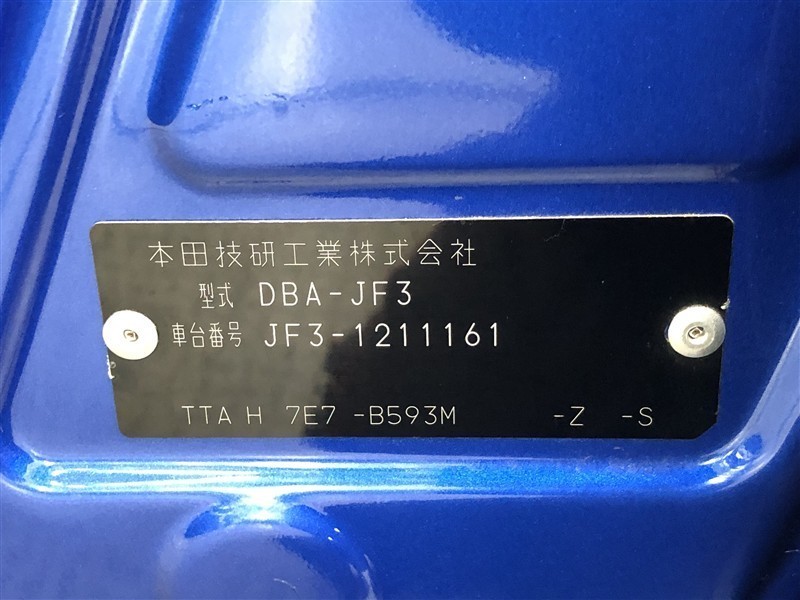 本田技研工業株式会社
型式 DBA-JF3
車台番号 JF3-1211161
TTA H 7E7 -B593M -Z -S